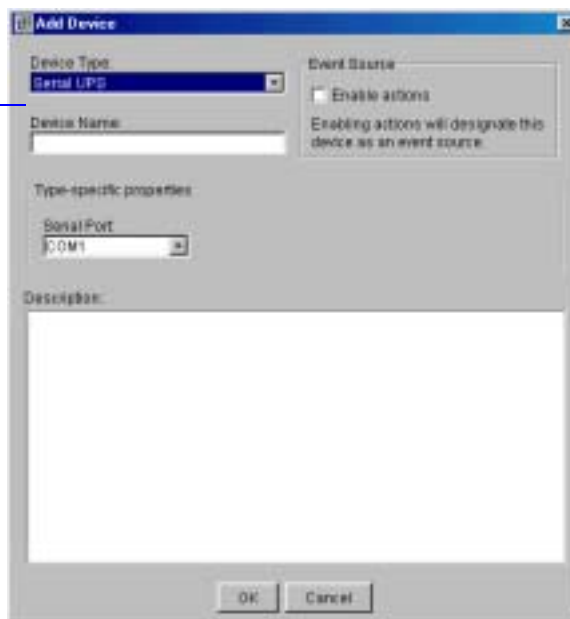 Add Device
Device Type:
Serial UPS
Device Name:
Event Source
Enable actions
Enabling actions will designate this
device as an event source.
Type-specific properties
Serial Port
COM1
Description:
OK
Cancel